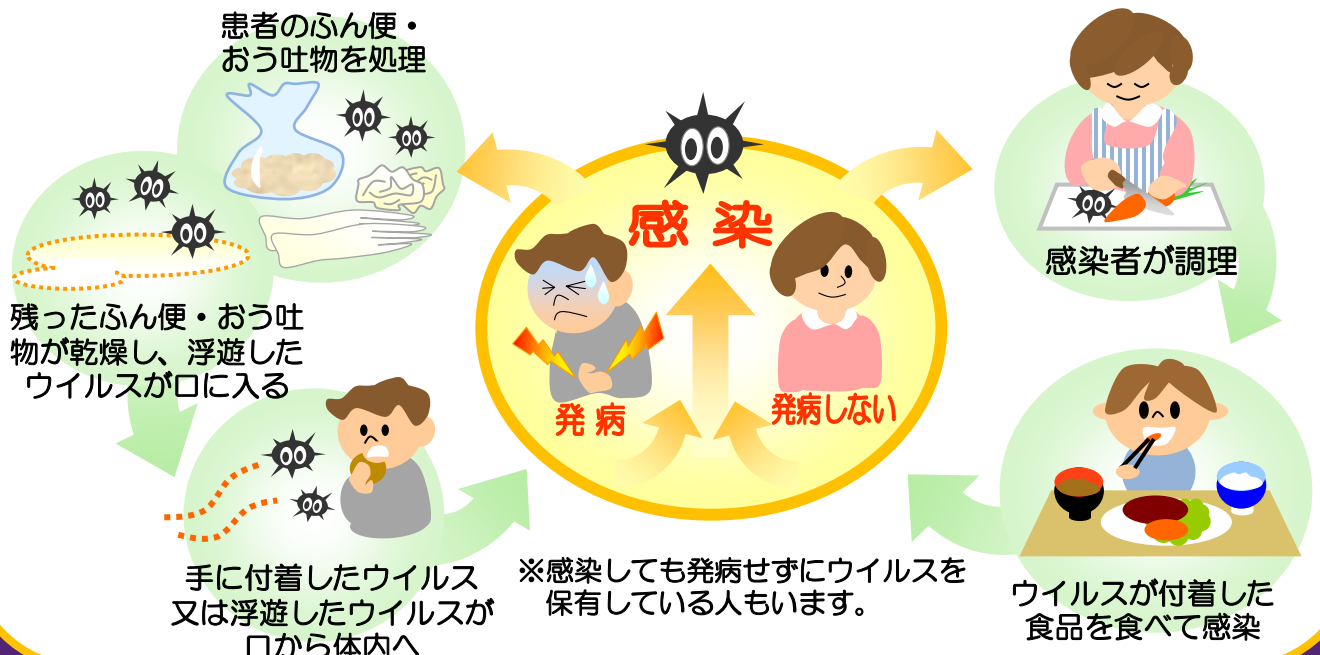 患者のふん便・
おう吐物を処理
残ったふん便・おう吐
物が乾燥し、浮遊した
ウイルスが口に入る
手に付着したウイルス
又は浮遊したウイルスが
口から体内へ
感染
発病
発病しない
※感染しても発病せずにウイルスを
保有している人もいます。
感染者が調理
ウイルスが付着した
食品を食べて感染